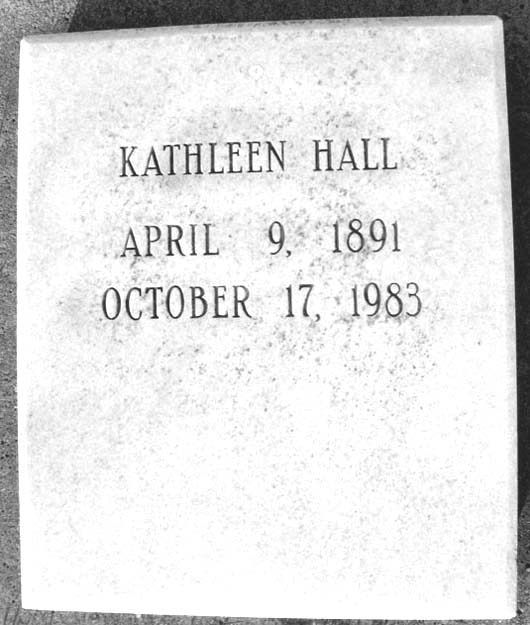 KATHLEEN HALL
APRIL 9, 1891
OCTOBER 17, 1983